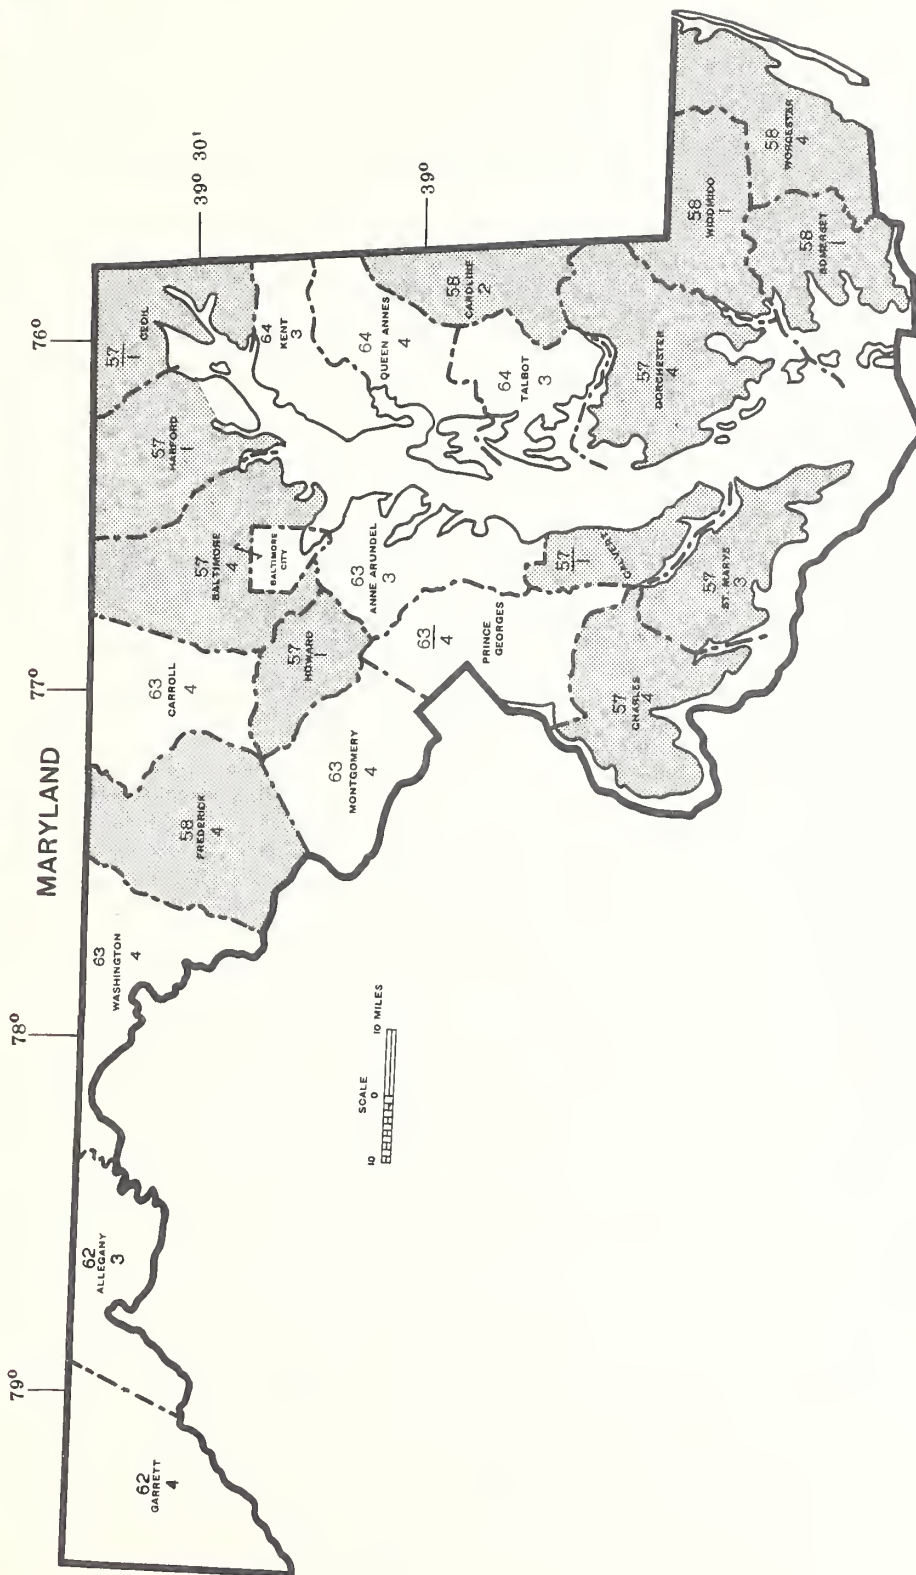 MARYLAND
79°
78°
77°
76°
39° 30'
39°
62
GARRETT
4
62
ALLEGANY
3
63
WASHINGTON
4
58
FREDERICK
4
63
CARROLL
4
57
BALTIMORE
4
BALTIMORE
CITY
57
HARFORD
1
57
1
CECIL
57
HOWARD
1
63
MONTGOMERY
4
63
ANNE ARUNDEL
3
63
4
PRINCE
GEORGES
64
KENT
3
64
QUEEN ANNES
4
58
CAROLINE
2
64
TALBOT
3
57
1
CALVERT
57
CHARLES
4
57
ST. MARYS
3
57
DORCHESTER
4
58
WICOMICO
1
58
WORCESTER
4
58
SOMERSET
1
SCALE
10 0 10 MILES